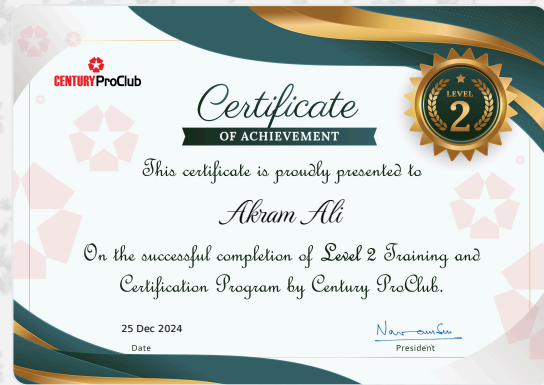 CENTURY ProClub
LEVEL
2
Certificate
OF ACHIEVEMENT
This certificate is proudly presented to
Akram Ali
On the successful completion of Level 2 Training and
Certification Program by Century ProClub.
25 Dec 2024
Date
President